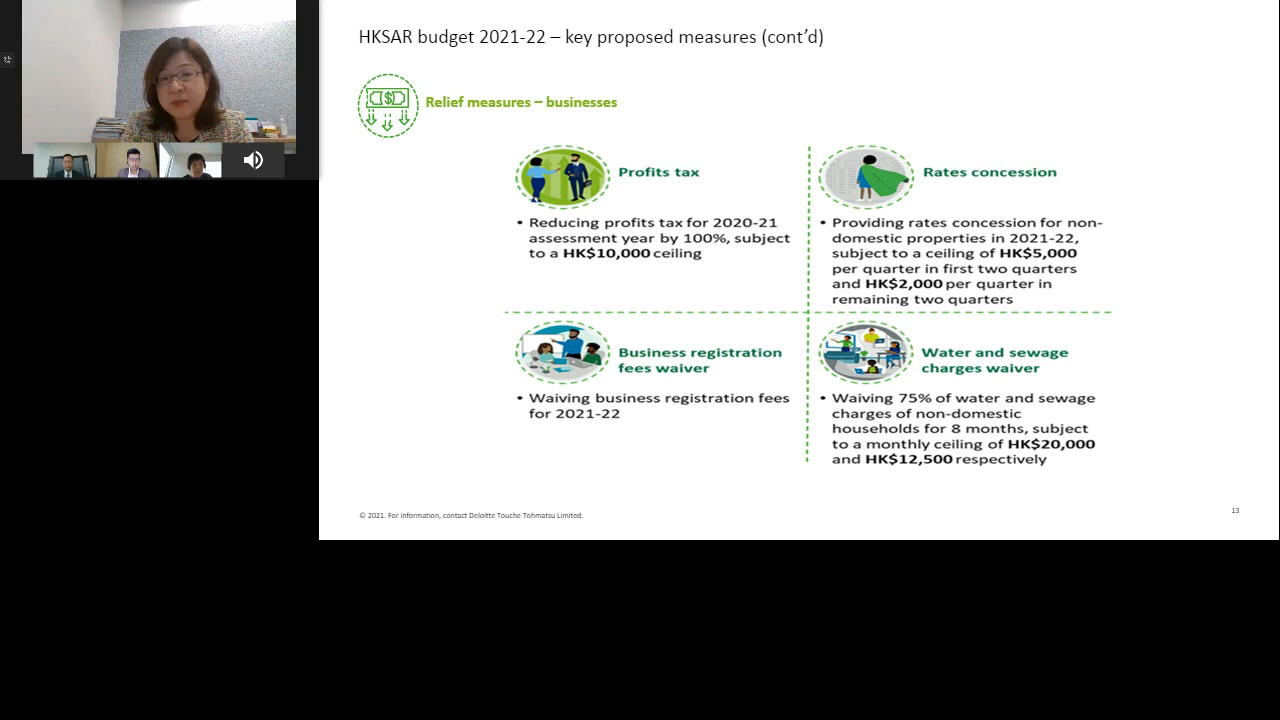 HKSAR budget 2021-22 – key proposed measures (cont’d)
Relief measures – businesses
Profits tax
• Reducing profits tax for 2020-21
assessment year by 100%, subject
to a HK$10,000 ceiling
Rates concession
• Providing rates concession for non-
domestic properties in 2021-22,
subject to a ceiling of HK$5,000
per quarter in first two quarters
and HK$2,000 per quarter in
remaining two quarters
Business registration
fees waiver
• Waiving business registration fees
for 2021-22
Water and sewage
charges waiver
• Waiving 75% of water and sewage
charges of non-domestic
households for 8 months, subject
to a monthly ceiling of HK$20,000
and HK$12,500 respectively
© 2021. For information, contact Deloitte Touche Tohmatsu Limited.
13